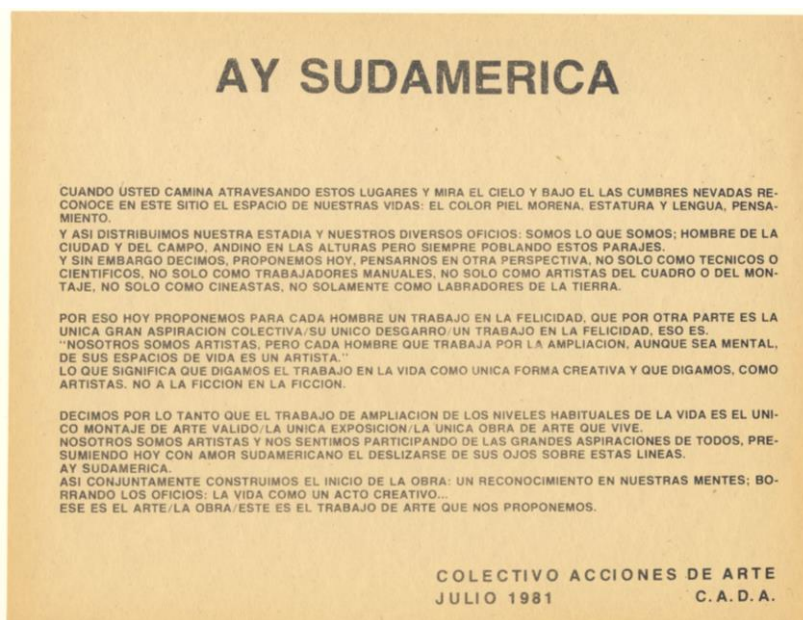 AY SUDAMERICA
CUANDO USTED CAMINA ATRAVESANDO ESTOS LUGARES Y MIRA EL CIELO Y BAJO EL LAS CUMBRES NEVADAS RE-
CONOCE EN ESTE SITIO EL ESPACIO DE NUESTRAS VIDAS: EL COLOR PIEL MORENA, ESTATURA Y LENGUA, PENSA-
MIENTO.
Y ASI DISTRIBUIMOS NUESTRA ESTADIA Y NUESTROS DIVERSOS OFICIOS: SOMOS LO QUE SOMOS; HOMBRE DE LA
CIUDAD Y DEL CAMPO, ANDINO EN LAS ALTURAS PERO SIEMPRE POBLANDO ESTOS PARAJES.
Y SIN EMBARGO DECIMOS, PROPONEMOS HOY, PENSARNOS EN OTRA PERSPECTIVA, NO SOLO COMO TECNICOS O
CIENTIFICOS, NO SOLO COMO TRABAJADORES MANUALES, NO SOLO COMO ARTISTAS DEL CUADRO O DEL MON-
TAJE, NO SOLO COMO CINEASTAS, NO SOLAMENTE COMO LABRADORES DE LA TIERRA.
POR ESO HOY PROPONEMOS PARA CADA HOMBRE UN TRABAJO EN LA FELICIDAD, QUE POR OTRA PARTE ES LA
UNICA GRAN ASPIRACION COLECTIVA/SU UNICO DESGARRO/UN TRABAJO EN LA FELICIDAD, ESO ES.
"NOSOTROS SOMOS ARTISTAS, PERO CADA HOMBRE QUE TRABAJA POR LA AMPLIACION, AUNQUE SEA MENTAL,
DE SUS ESPACIOS DE VIDA ES UN ARTISTA."
LO QUE SIGNIFICA QUE DIGAMOS EL TRABAJO EN LA VIDA COMO UNICA FORMA CREATIVA Y QUE DIGAMOS, COMO
ARTISTAS. NO A LA FICCION EN LA FICCION.
DECIMOS POR LO TANTO QUE EL TRABAJO DE AMPLIACION DE LOS NIVELES HABITUALES DE LA VIDA ES EL UNI-
CO MONTAJE DE ARTE VALIDO/LA UNICA EXPOSICION/LA UNICA OBRA DE ARTE QUE VIVE.
NOSOTROS SOMOS ARTISTAS Y NOS SENTIMOS PARTICIPANDO DE LAS GRANDES ASPIRACIONES DE TODOS, PRE-
SUMIENDO HOY CON AMOR SUDAMERICANO EL DESLIZARSE DE SUS OJOS SOBRE ESTAS LINEAS.
AY SUDAMERICA.
ASI CONJUNTAMENTE CONSTRUIMOS EL INICIO DE LA OBRA: UN RECONOCIMIENTO EN NUESTRAS MENTES; BO-
RRANDO LOS OFICIOS: LA VIDA COMO UN ACTO CREATIVO...
ESE ES EL ARTE/LA OBRA/ESTE ES EL TRABAJO DE ARTE QUE NOS PROPONEMOS.
COLECTIVO ACCIONES DE ARTE
JULIO 1981 C.A.D.A.